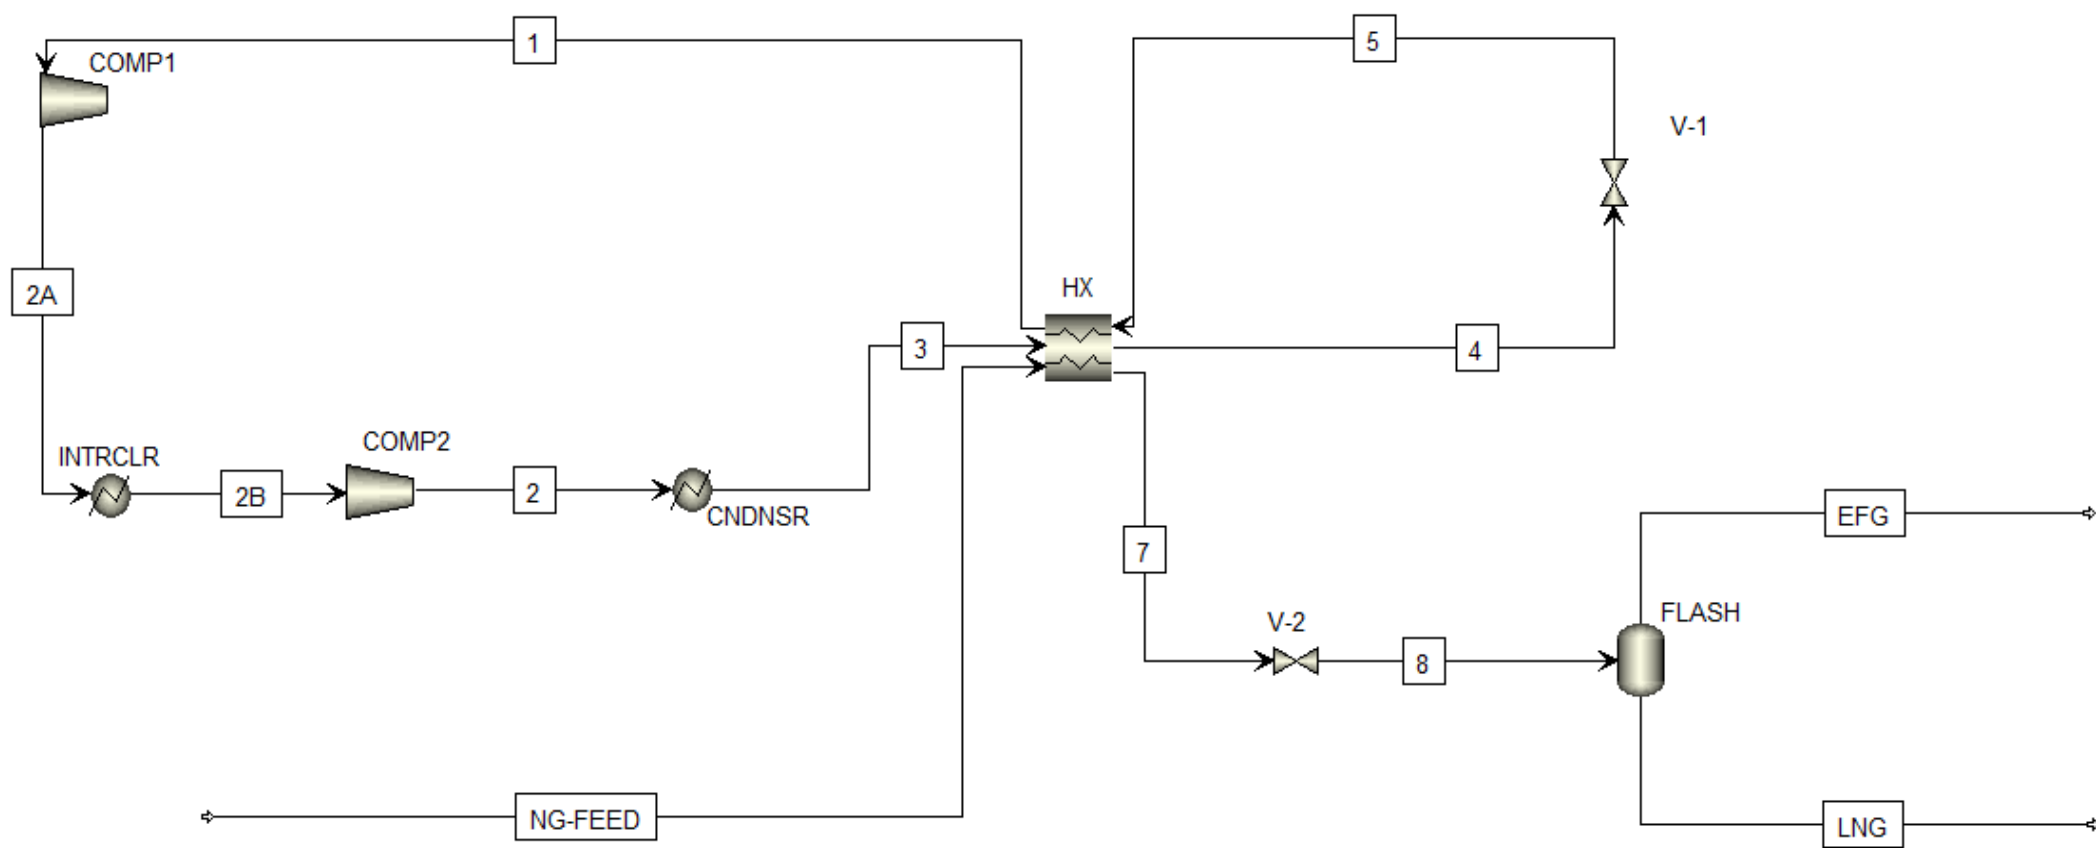 1
5
COMP1
V-1
2A
HX
3
4
COMP2
INTRCLR
2B
2
CNDNSR
EFG
7
FLASH
V-2
8
NG-FEED
LNG